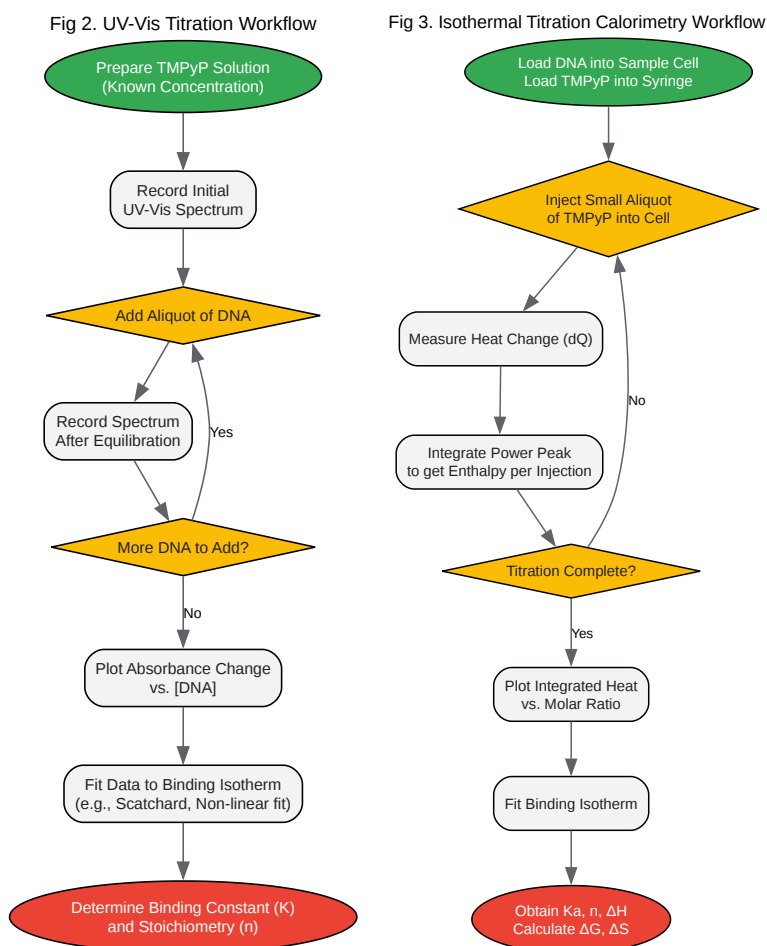 Fig 2. UV-Vis Titration Workflow
Prepare TMPyP Solution
(Known Concentration)
Record Initial
UV-Vis Spectrum
Add Aliquot of DNA
Record Spectrum
After Equilibration
Yes
More DNA to Add?
No
Plot Absorbance Change
vs. [DNA]
Fit Data to Binding Isotherm
(e.g., Scatchard, Non-linear fit)
Determine Binding Constant (K)
and Stoichiometry (n)
Fig 3. Isothermal Titration Calorimetry Workflow
Load DNA into Sample Cell
Load TMPyP into Syringe
Inject Small Aliquot
of TMPyP into Cell
Measure Heat Change (dQ)
No
Integrate Power Peak
to get Enthalpy per Injection
Titration Complete?
Yes
Plot Integrated Heat
vs. Molar Ratio
Fit Binding Isotherm
Obtain Ka, n, ΔH
Calculate ΔG, ΔS